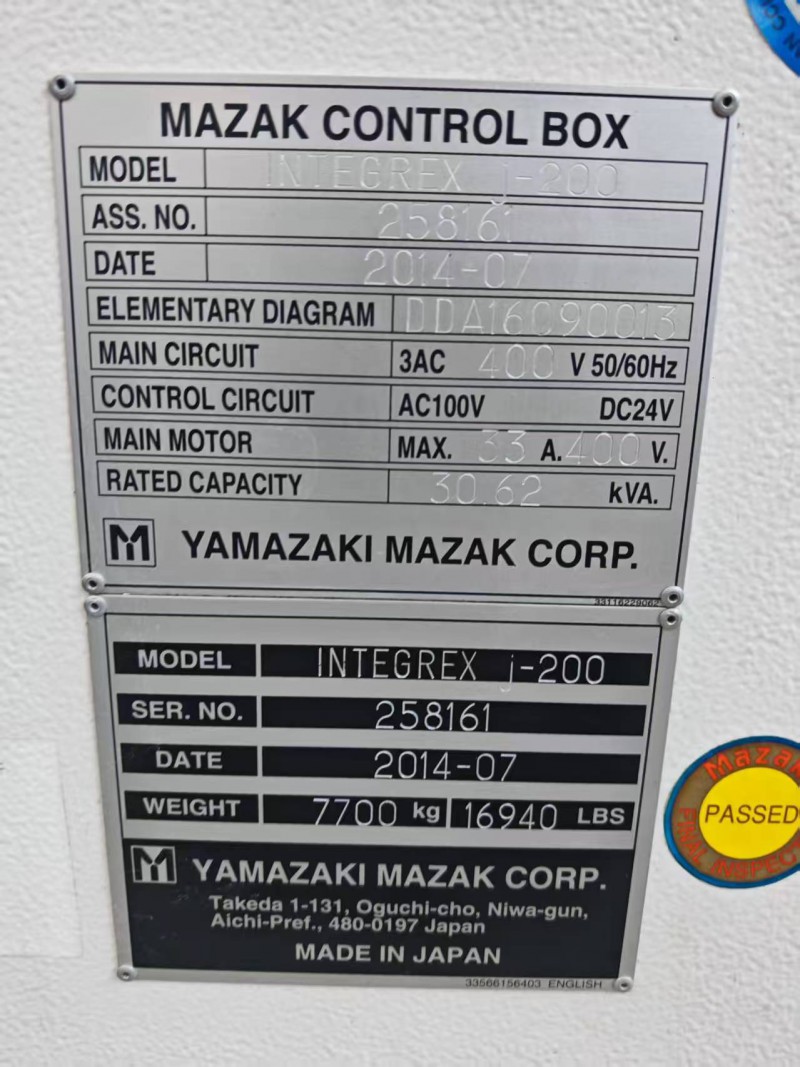 MAZAK CONTROL BOX
MODEL INTEGREX j-200
ASS. NO. 258161
DATE 2014-07
ELEMENTARY DIAGRAM DDA16C90013
MAIN CIRCUIT 3AC 400 V 50/60Hz
CONTROL CIRCUIT AC100V DC24V
MAIN MOTOR MAX. 33 A. 400 V.
RATED CAPACITY 30.62 kVA.
YAMAZAKI MAZAK CORP.
33116229062
MODEL INTEGREX j-200
SER. NO. 258161
DATE 2014-07
WEIGHT 7700 kg 16940 LBS
YAMAZAKI MAZAK CORP.
Takeda 1-131, Oguchi-cho, Niwa-gun,
Aichi-Pref., 480-0197 Japan
MADE IN JAPAN
33566156403 ENGLISH
Mazak
PASSED
FINAL